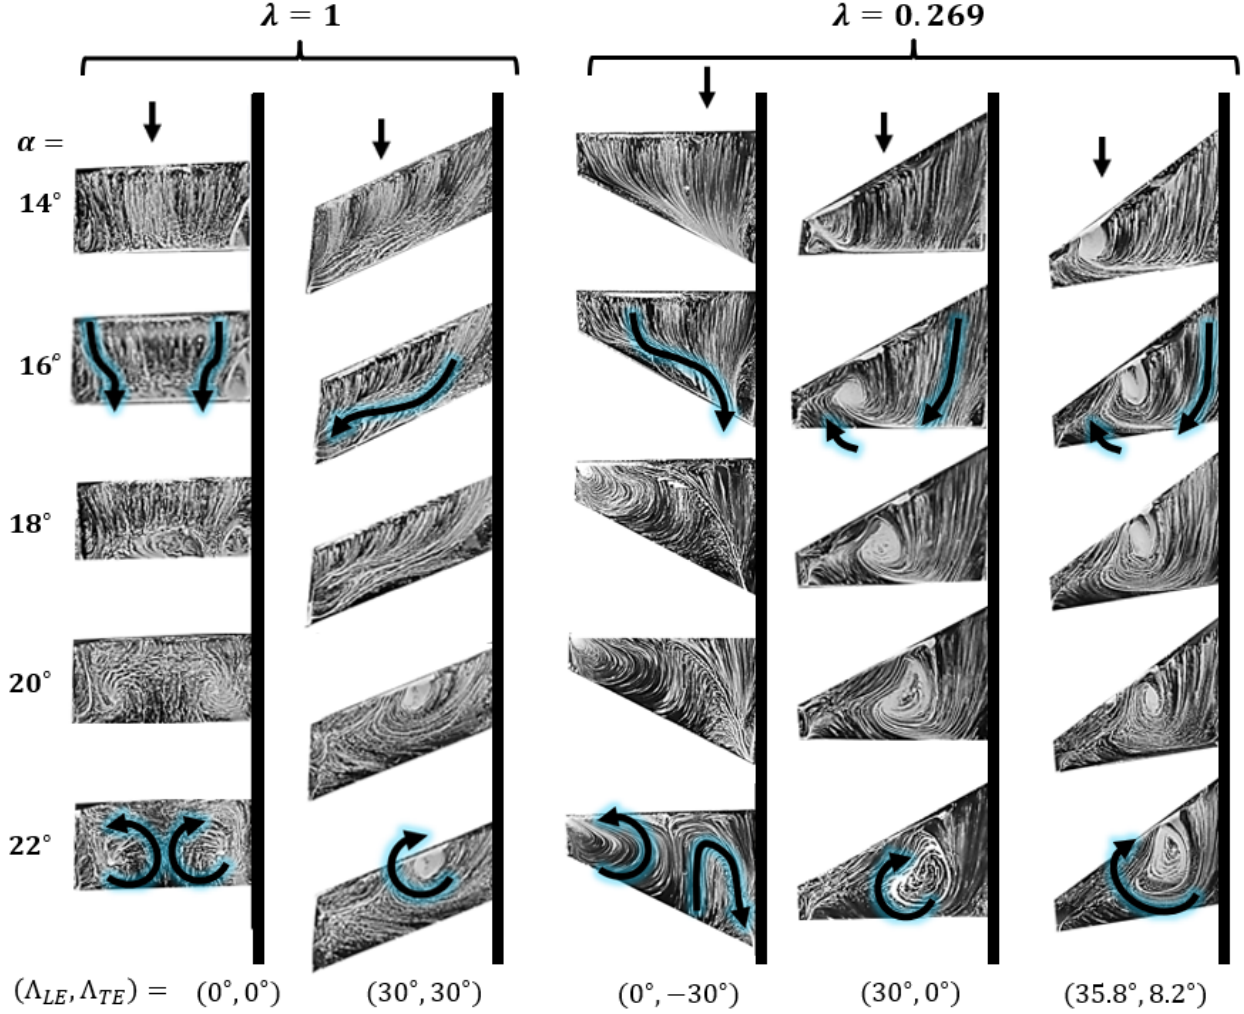 λ = 1
λ = 0.269
α =
14°
16°
18°
20°
22°
(Λ_LE, Λ_TE) = (0°, 0°) (30°, 30°) (0°, −30°) (30°, 0°) (35.8°, 8.2°)